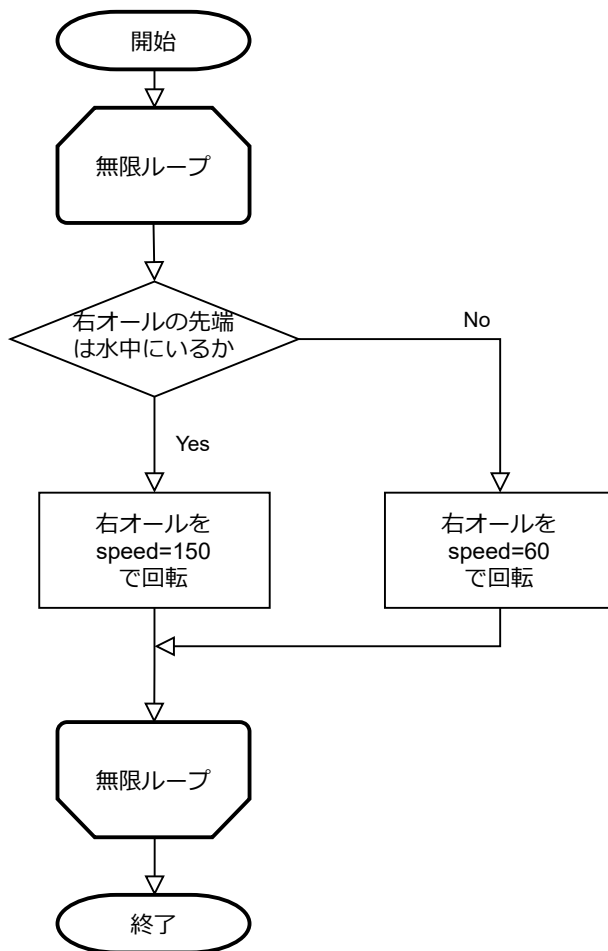 開始
無限ループ
右オールの先端
は水中にいるか
No
Yes
右オールを
speed=150
で回転
右オールを
speed=60
で回転
無限ループ
終了